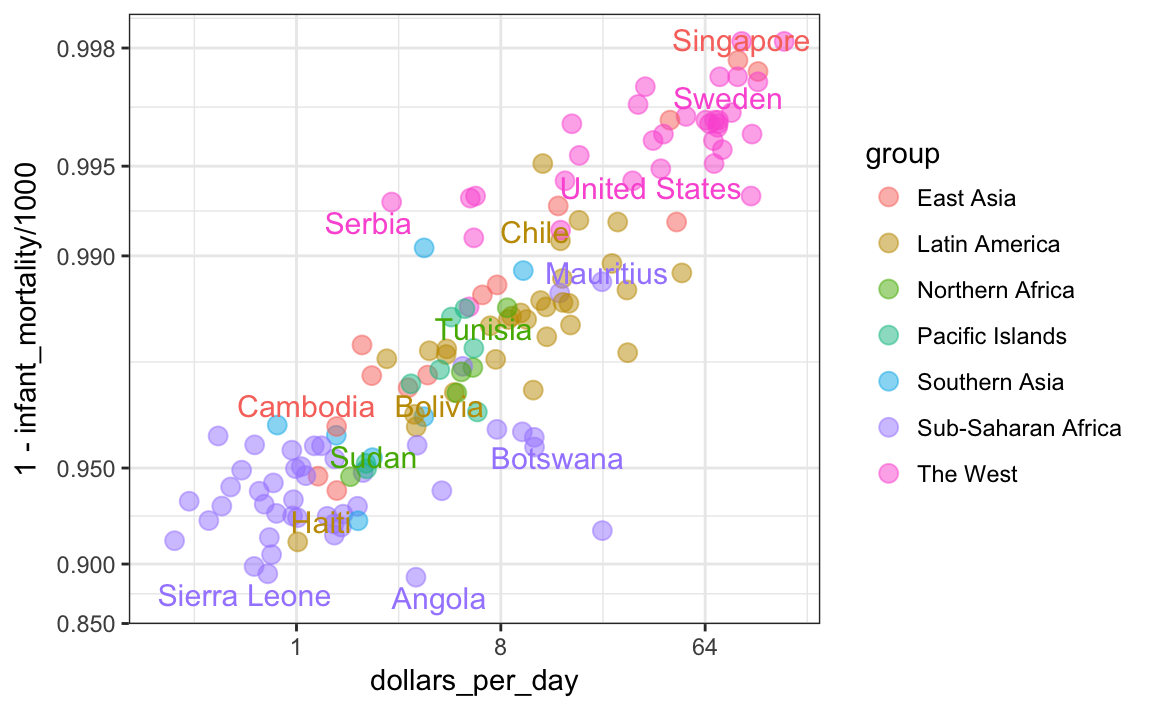 0.998
0.995
0.990
0.950
0.900
0.850
1 - infant_mortality/1000
Singapore
Sweden
United States
Serbia
Chile
Mauritius
Tunisia
Cambodia
Bolivia
Sudan
Botswana
Haiti
Sierra Leone
Angola
1
8
64
dollars_per_day
group
East Asia
Latin America
Northern Africa
Pacific Islands
Southern Asia
Sub-Saharan Africa
The West